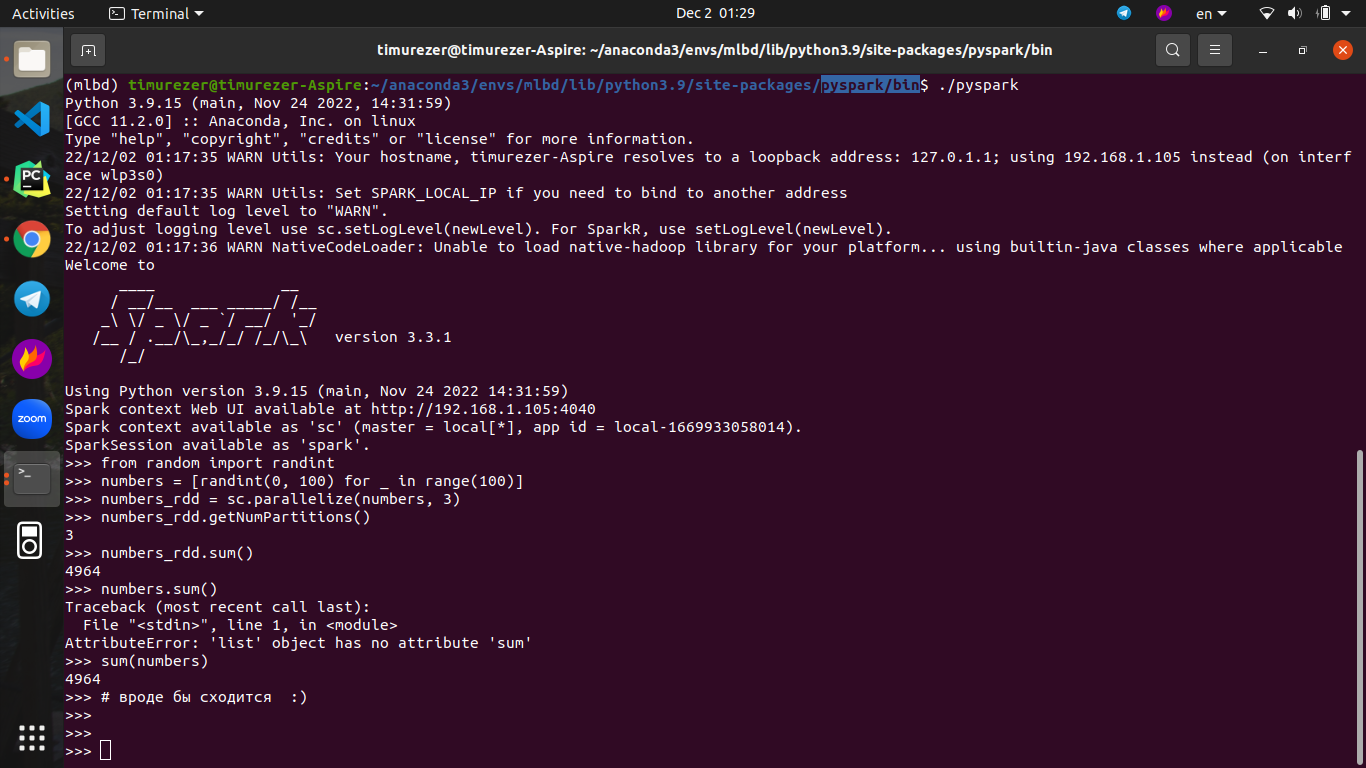 Activities
Terminal
Dec 2 01:29
en
timurezer@timurezer-Aspire: ~/anaconda3/envs/mlbd/lib/python3.9/site-packages/pyspark/bin
(mlbd) timurezer@timurezer-Aspire:~/anaconda3/envs/mlbd/lib/python3.9/site-packages/pyspark/bin$ ./pyspark
Python 3.9.15 (main, Nov 24 2022, 14:31:59)
[GCC 11.2.0] :: Anaconda, Inc. on linux
Type "help", "copyright", "credits" or "license" for more information.
22/12/02 01:17:35 WARN Utils: Your hostname, timurezer-Aspire resolves to a loopback address: 127.0.1.1; using 192.168.1.105 instead (on interf
ace wlp3s0)
22/12/02 01:17:35 WARN Utils: Set SPARK_LOCAL_IP if you need to bind to another address
Setting default log level to "WARN".
To adjust logging level use sc.setLogLevel(newLevel). For SparkR, use setLogLevel(newLevel).
22/12/02 01:17:36 WARN NativeCodeLoader: Unable to load native-hadoop library for your platform... using builtin-java classes where applicable
Welcome to
      ____              __
     / __/__  ___ _____/ /__
    _\ \/ _ \/ _ `/ __/  '_/
   /__ / .__/\_,_/_/ /_/\_\   version 3.3.1
      /_/
Using Python version 3.9.15 (main, Nov 24 2022 14:31:59)
Spark context Web UI available at http://192.168.1.105:4040
Spark context available as 'sc' (master = local[*], app id = local-1669933058014).
SparkSession available as 'spark'.
>>> from random import randint
>>> numbers = [randint(0, 100) for _ in range(100)]
>>> numbers_rdd = sc.parallelize(numbers, 3)
>>> numbers_rdd.getNumPartitions()
3
>>> numbers_rdd.sum()
4964
>>> numbers.sum()
Traceback (most recent call last):
  File "<stdin>", line 1, in <module>
AttributeError: 'list' object has no attribute 'sum'
>>> sum(numbers)
4964
>>> # вроде бы сходится  :)
>>>
>>>
>>>
PC
zoom
>_